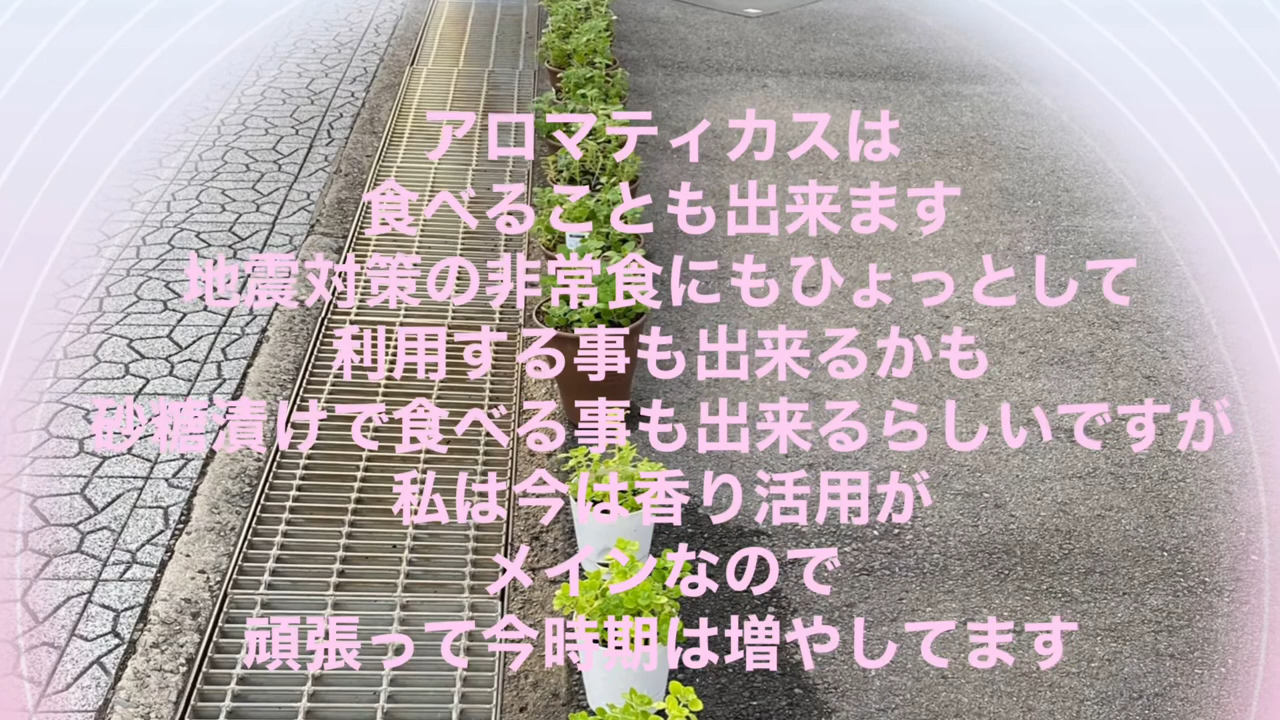 アロマティカスは
食べることも出来ます
地震対策の非常食にもひょっとして
利用する事も出来るかも
砂糖漬けで食べる事も出来るらしいですが
私は今は香り活用が
メインなので
頑張って今時期は増やしてます